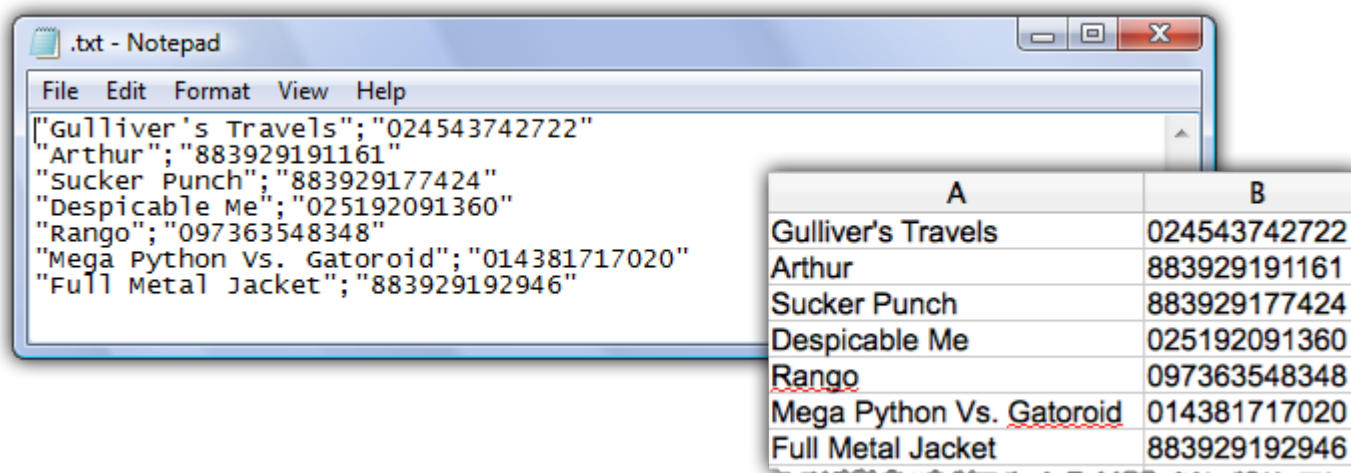 .txt - Notepad
File Edit Format View Help
"Gulliver's Travels";"024543742722"
"Arthur";"883929191161"
"Sucker Punch";"883929177424"
"Despicable Me";"025192091360"
"Rango";"097363548348"
"Mega Python Vs. Gatoroid";"014381717020"
"Full Metal Jacket";"883929192946"
A B
Gulliver's Travels 024543742722
Arthur 883929191161
Sucker Punch 883929177424
Despicable Me 025192091360
Rango 097363548348
Mega Python Vs. Gatoroid 014381717020
Full Metal Jacket 883929192946